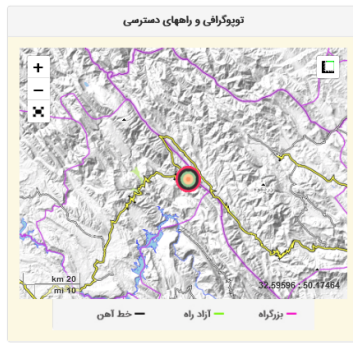 توپوگرافی و راههای دسترسی
+
−
20 km
10 mi
32.59596 : 50.17464
بزرگراه
آزاد راه
خط آهن